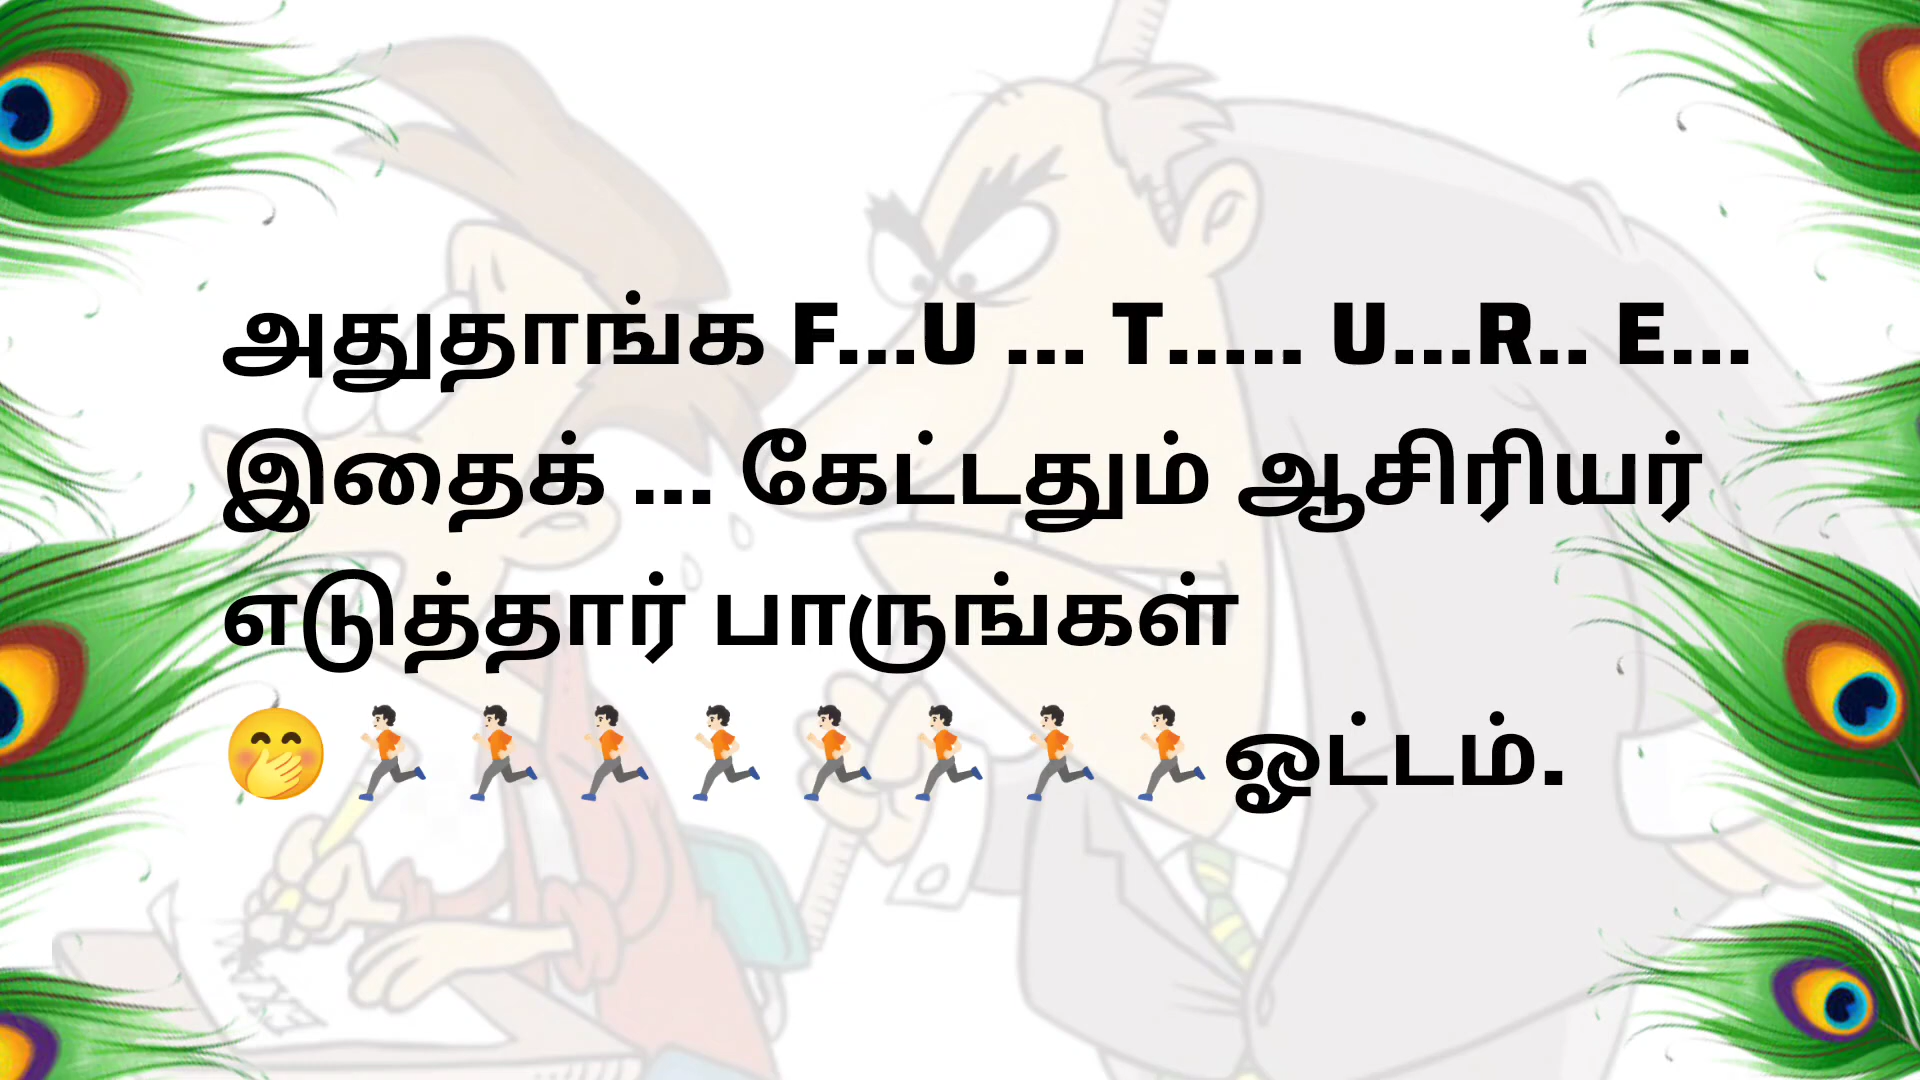 அதுதாங்க F...U ... T..... U...R.. E...
இதைக் ... கேட்டதும் ஆசிரியர்
எடுத்தார் பாருங்கள்
🤭🏃🏻🏃🏻🏃🏻🏃🏻🏃🏻🏃🏻🏃🏻🏃🏻ஓட்டம்.